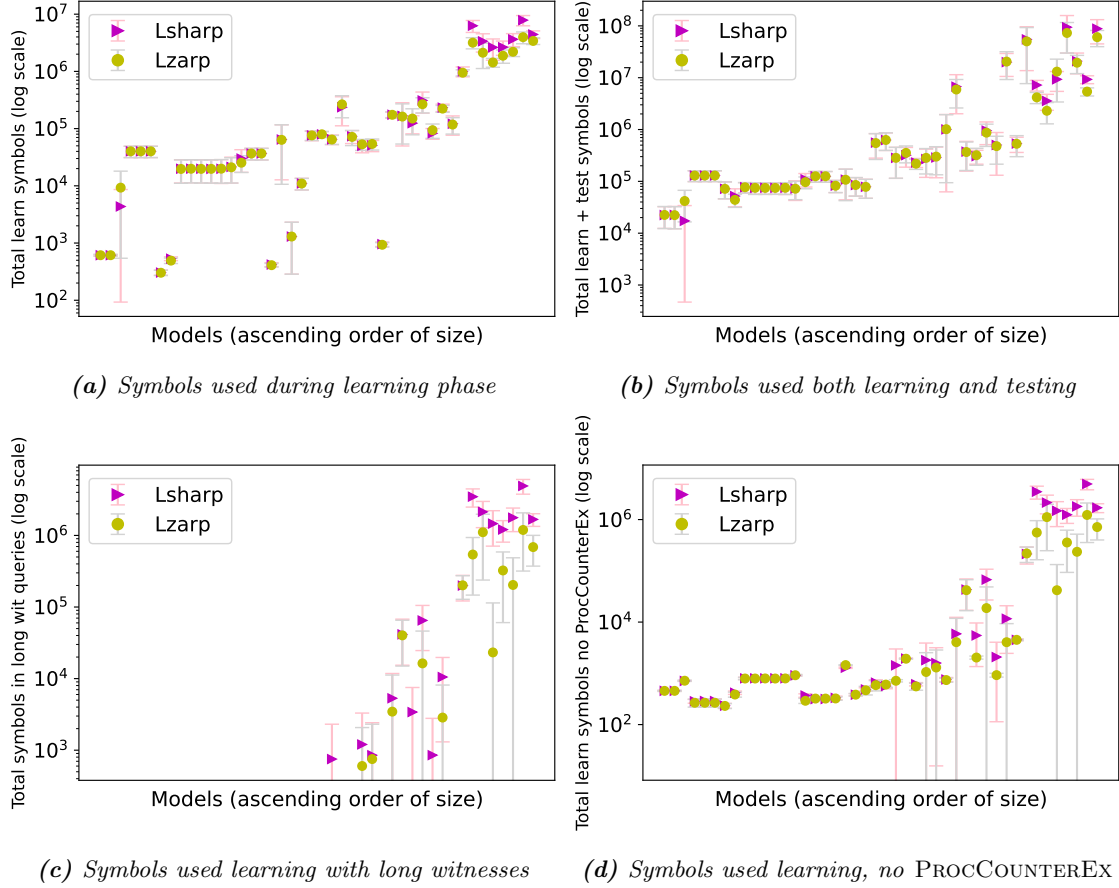 Total learn symbols (log scale)
10^7
10^6
10^5
10^4
10^3
10^2
Lsharp
Lzarp
Models (ascending order of size)
(a) Symbols used during learning phase
Total learn + test symbols (log scale)
10^8
10^7
10^6
10^5
10^4
10^3
Lsharp
Lzarp
Models (ascending order of size)
(b) Symbols used both learning and testing
Total symbols in long wit queries (log scale)
10^6
10^5
10^4
10^3
Lsharp
Lzarp
Models (ascending order of size)
(c) Symbols used learning with long witnesses
Total learn symbols no ProcCounterEx (log scale)
10^6
10^4
10^2
Lsharp
Lzarp
Models (ascending order of size)
(d) Symbols used learning, no PROCCOUNTEREX